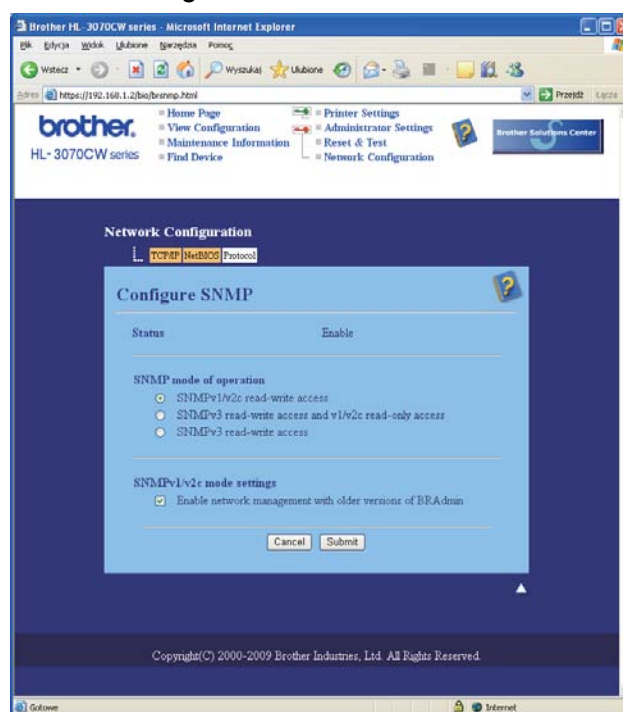 Brother HL-3070CW series - Microsoft Internet Explorer
Plik Edycja Widok Ulubione Narzędzia Pomoc
Wstecz Wyszukaj Ulubione
Adres https://192.168.1.2/bio/brsnmp.html Przejdź Łącza
brother.
HL-3070CW series
Home Page
View Configuration
Maintenance Information
Find Device
Printer Settings
Administrator Settings
Reset & Test
Network Configuration
Brother Solutions Center
Network Configuration
TCP/IP NetBIOS Protocol
Configure SNMP
Status Enable
SNMP mode of operation
SNMPv1/v2c read-write access
SNMPv3 read-write access and v1/v2c read-only access
SNMPv3 read-write access
SNMPv1/v2c mode settings
Enable network management with older versions of BRAdmin
Cancel Submit
Copyright(C) 2000-2009 Brother Industries, Ltd. All Rights Reserved.
Gotowe Internet